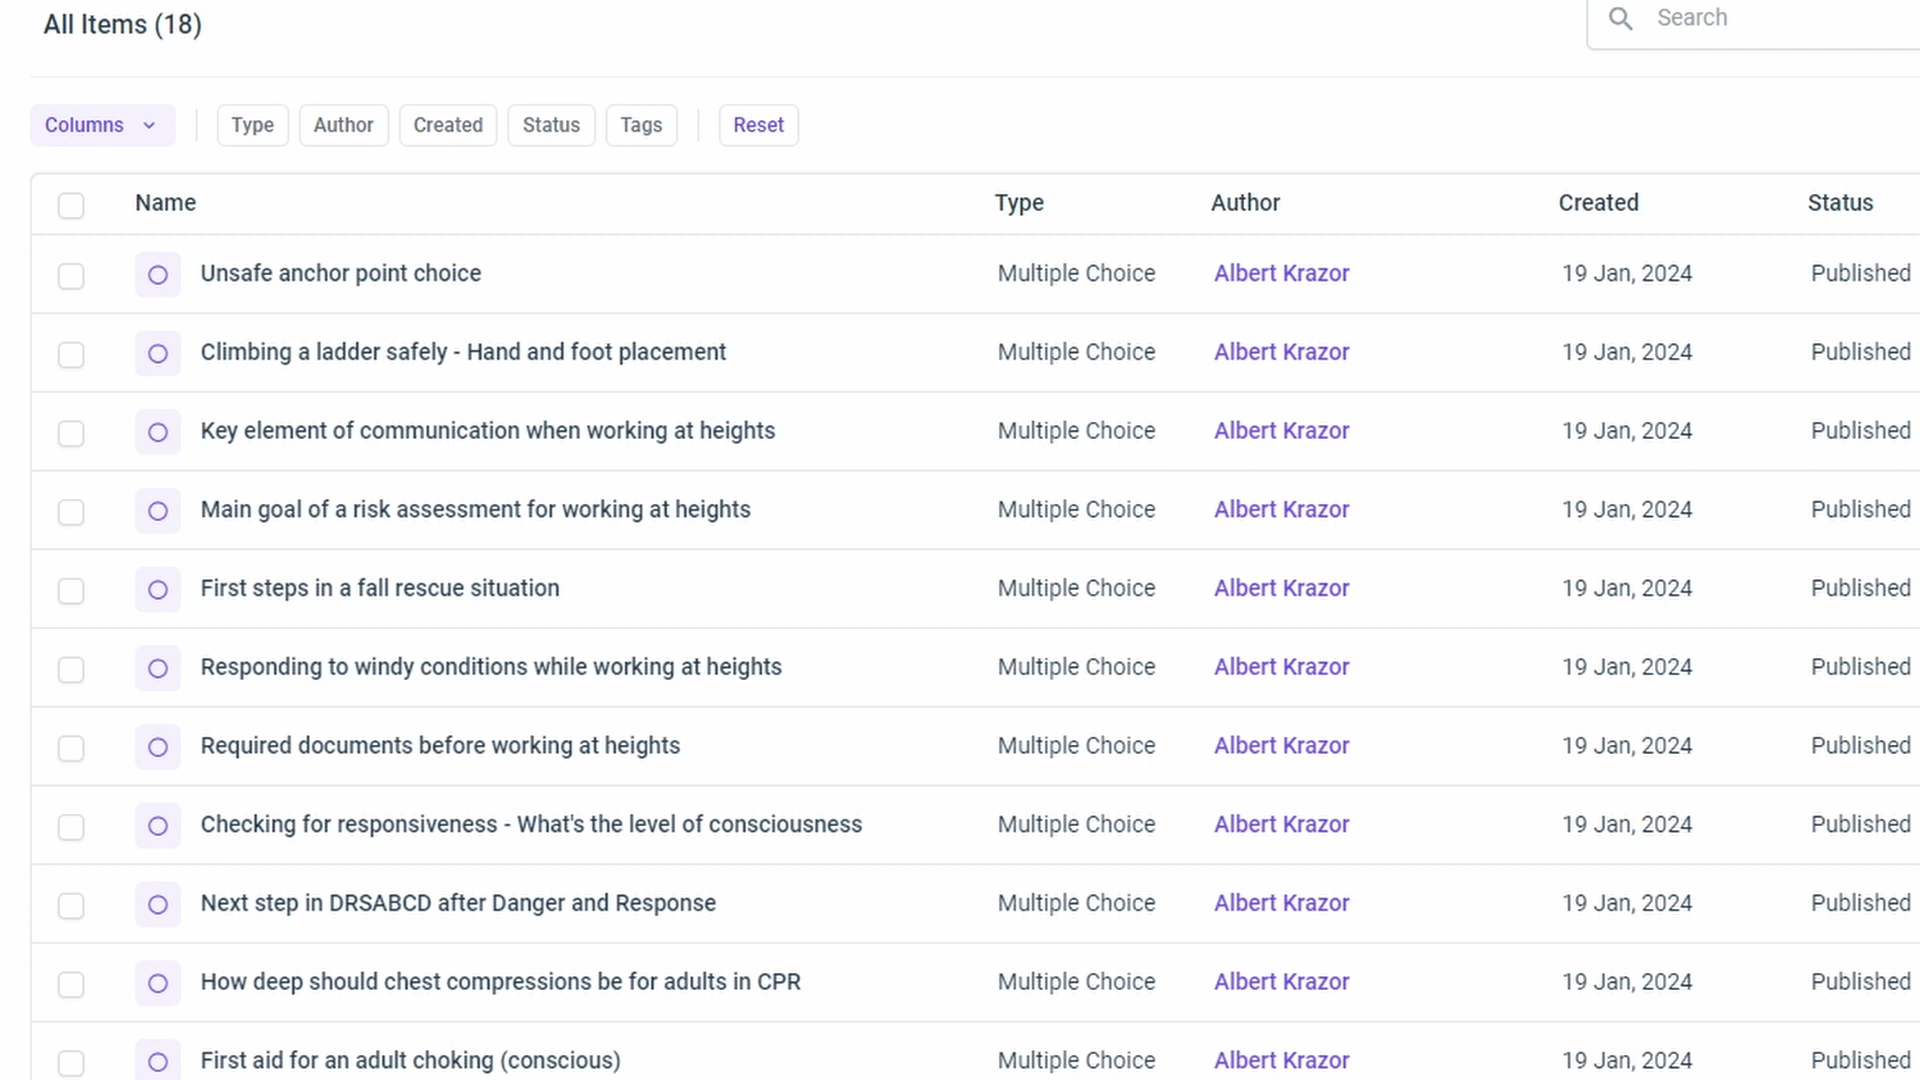 All Items (18)
Search
Columns
Type
Author
Created
Status
Tags
Reset
Name Type Author Created Status
Unsafe anchor point choice Multiple Choice Albert Krazor 19 Jan, 2024 Published
Climbing a ladder safely - Hand and foot placement Multiple Choice Albert Krazor 19 Jan, 2024 Published
Key element of communication when working at heights Multiple Choice Albert Krazor 19 Jan, 2024 Published
Main goal of a risk assessment for working at heights Multiple Choice Albert Krazor 19 Jan, 2024 Published
First steps in a fall rescue situation Multiple Choice Albert Krazor 19 Jan, 2024 Published
Responding to windy conditions while working at heights Multiple Choice Albert Krazor 19 Jan, 2024 Published
Required documents before working at heights Multiple Choice Albert Krazor 19 Jan, 2024 Published
Checking for responsiveness - What's the level of consciousness Multiple Choice Albert Krazor 19 Jan, 2024 Published
Next step in DRSABCD after Danger and Response Multiple Choice Albert Krazor 19 Jan, 2024 Published
How deep should chest compressions be for adults in CPR Multiple Choice Albert Krazor 19 Jan, 2024 Published
First aid for an adult choking (conscious) Multiple Choice Albert Krazor 19 Jan, 2024 Published